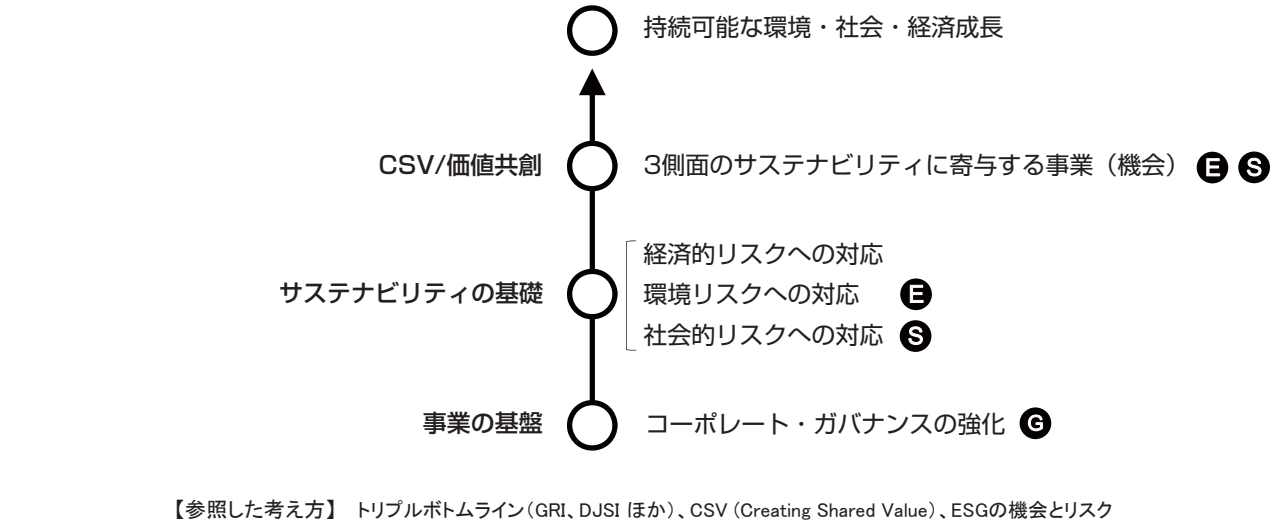 持続可能な環境・社会・経済成長
CSV/価値共創 3側面のサステナビリティに寄与する事業（機会） E S
経済的リスクへの対応
サステナビリティの基礎 環境リスクへの対応 E
社会的リスクへの対応 S
事業の基盤 コーポレート・ガバナンスの強化 G
【参照した考え方】 トリプルボトムライン（GRI、DJSI ほか）、CSV（Creating Shared Value）、ESGの機会とリスク